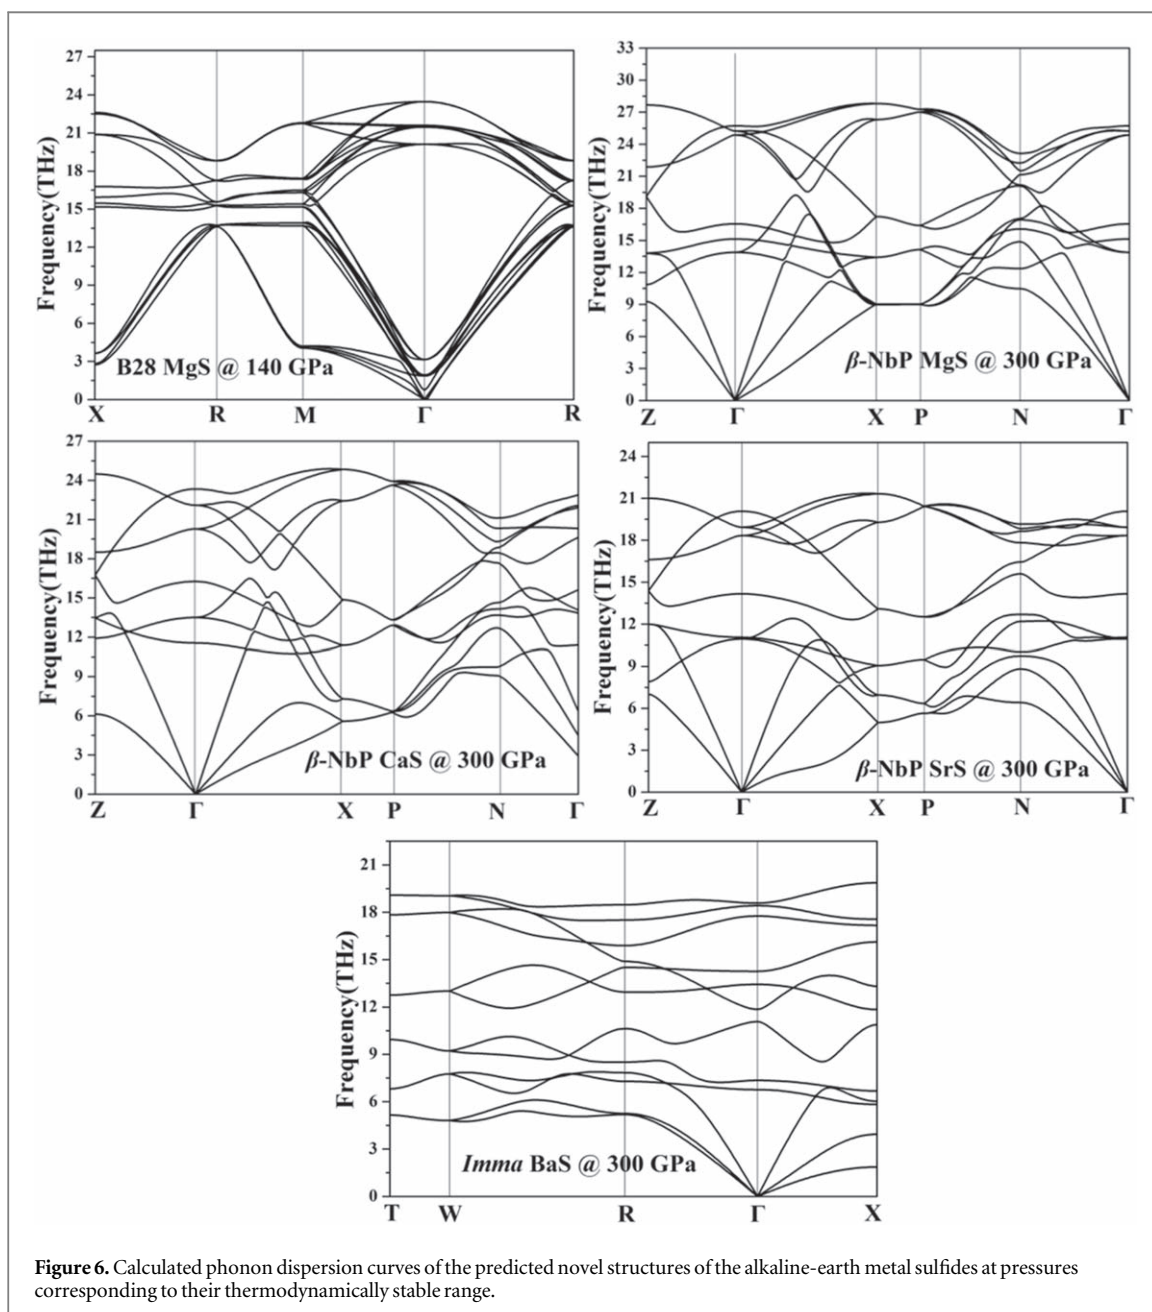 27
24
21
18
15
12
9
6
3
0
Frequency(THz)
B28 MgS @ 140 GPa
X R M Γ R
33
30
27
24
21
18
15
12
9
6
3
0
Frequency(THz)
β-NbP MgS @ 300 GPa
Z Γ X P N Γ
27
24
21
18
15
12
9
6
3
0
Frequency(THz)
β-NbP CaS @ 300 GPa
Z Γ X P N Γ
24
21
18
15
12
9
6
3
0
Frequency(THz)
β-NbP SrS @ 300 GPa
Z Γ X P N Γ
21
18
15
12
9
6
3
0
Frequency(THz)
Imma BaS @ 300 GPa
T W R Γ X
Figure 6. Calculated phonon dispersion curves of the predicted novel structures of the alkaline-earth metal sulfides at pressures
corresponding to their thermodynamically stable range.